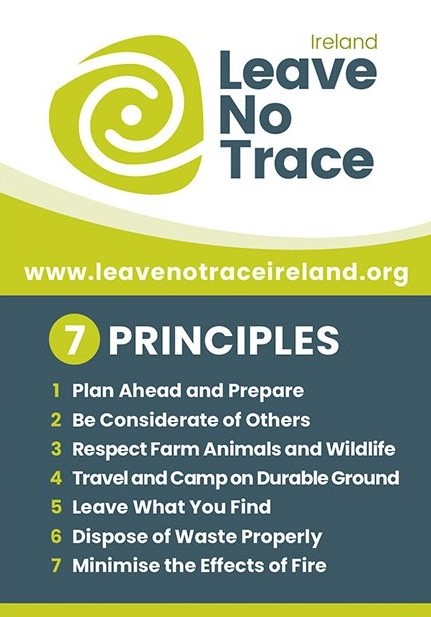 Ireland
Leave
No
Trace
www.leavenotraceireland.org
7 PRINCIPLES
1 Plan Ahead and Prepare
2 Be Considerate of Others
3 Respect Farm Animals and Wildlife
4 Travel and Camp on Durable Ground
5 Leave What You Find
6 Dispose of Waste Properly
7 Minimise the Effects of Fire